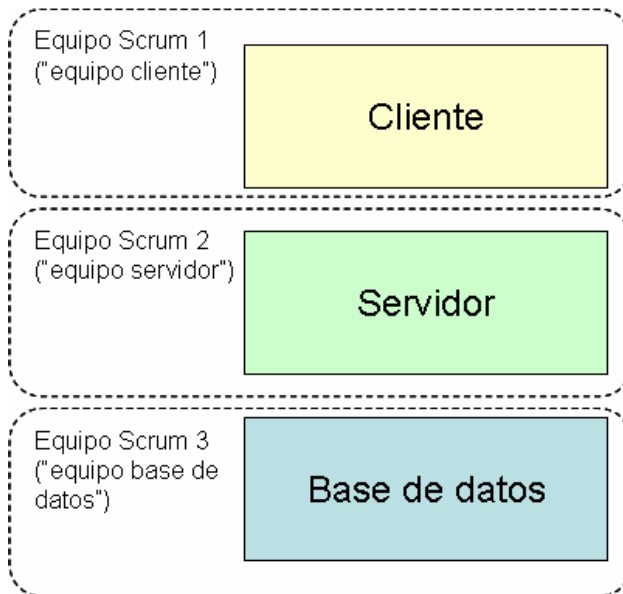 Equipo Scrum 1
("equipo cliente")
Cliente
Equipo Scrum 2
("equipo servidor")
Servidor
Equipo Scrum 3
("equipo base de
datos")
Base de datos